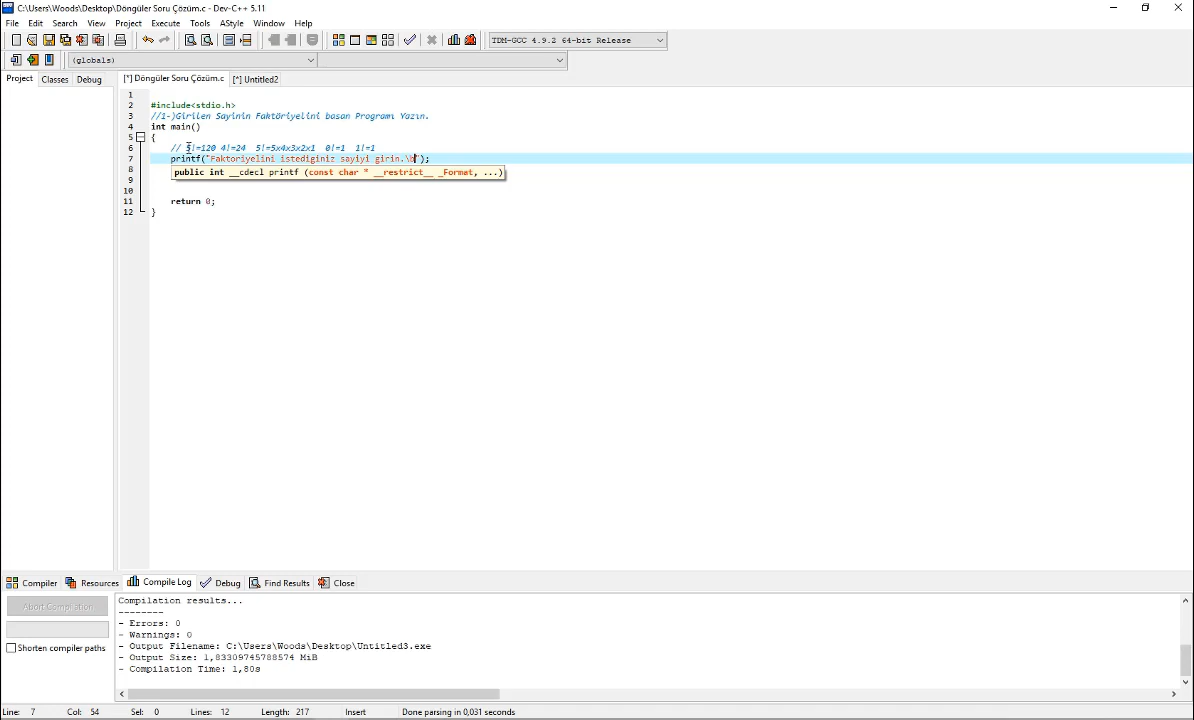 C:\Users\Woods\Desktop\Döngüler Soru Çözüm.c - Dev-C++ 5.11
File Edit Search View Project Execute Tools AStyle Window Help
TDM-GCC 4.9.2 64-bit Release
(globals)
Project Classes Debug [*] Döngüler Soru Çözüm.c [*] Untitled2
1
2 #include<stdio.h>
3 //1-)Girilen Sayinin Faktöriyelini basan Programı Yazın.
4 int main()
5 {
6 // 5!=120 4!=24 5!=5x4x3x2x1 0!=1 1!=1
7 printf("Faktoriyelini istediginiz sayiyi girin.\b");
8 public int __cdecl printf (const char * __restrict__ _Format, ...)
9
10
11 return 0;
12 }
Compiler Resources Compile Log Debug Find Results Close
Abort Compilation
Shorten compiler paths
Compilation results...
--------
- Errors: 0
- Warnings: 0
- Output Filename: C:\Users\Woods\Desktop\Untitled3.exe
- Output Size: 1,83309745788574 MiB
- Compilation Time: 1,80s
Line: 7 Col: 54 Sel: 0 Lines: 12 Length: 217 Insert Done parsing in 0,031 seconds